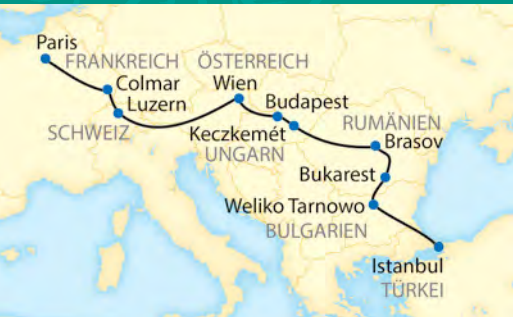 Paris
FRANKREICH
ÖSTERREICH
Colmar
Wien
Luzern
Budapest
SCHWEIZ
Keczkemét
RUMÄNIEN
UNGARN
Brasov
Bukarest
Weliko Tarnowo
BULGARIEN
Istanbul
TÜRKEI